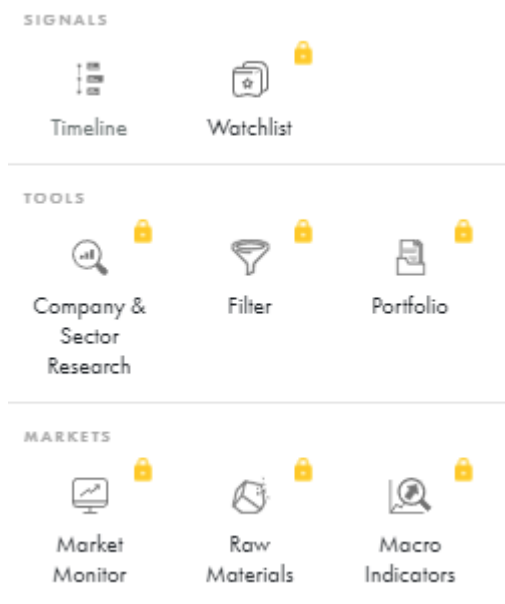 SIGNALS
Timeline Watchlist
TOOLS
Company & Filter Portfolio
Sector
Research
MARKETS
Market Raw Macro
Monitor Materials Indicators